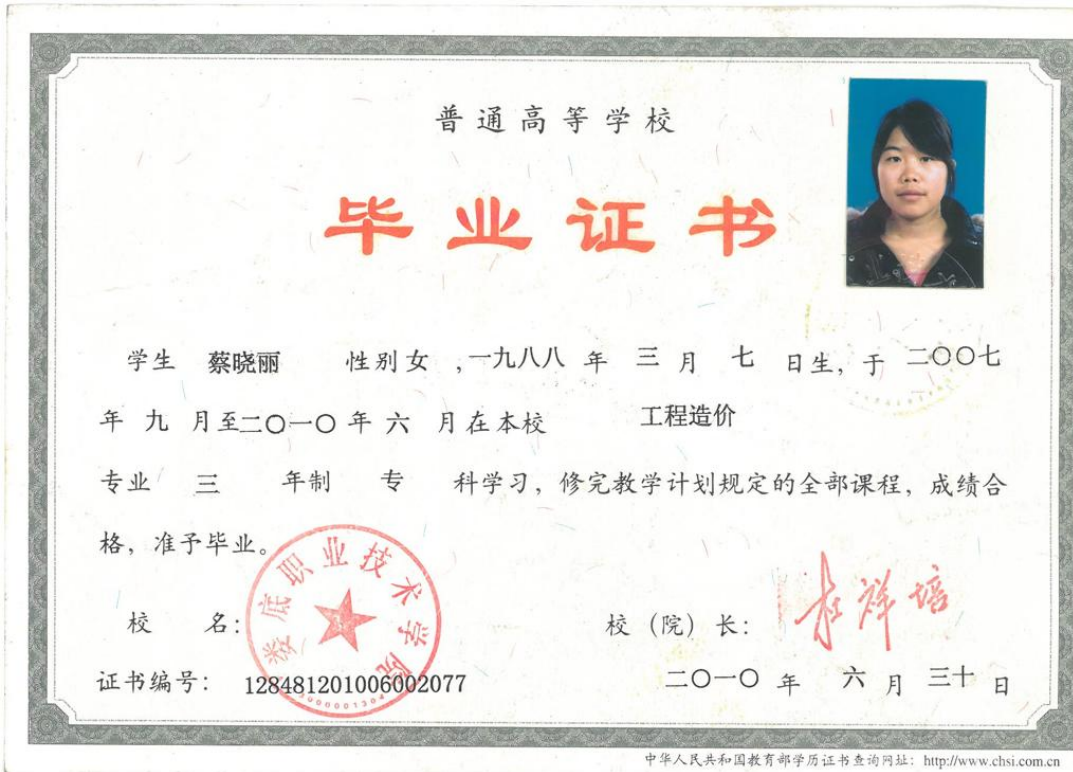 普通高等学校
毕业证书
学生 蔡晓丽 性别 女 ,一九八八 年 三 月 七 日生, 于 二〇〇七
年 九 月至二〇一〇 年 六 月在本校 工程造价
专业 三 年制 专 科学习, 修完教学计划规定的全部课程, 成绩合
格, 准予毕业。
娄底职业技术学院
校 名:
校 (院) 长:
证书编号: 128481201006002077
二〇一〇 年 六 月 三十 日
中华人民共和国教育部学历证书查询网址: http://www.chsi.com.cn